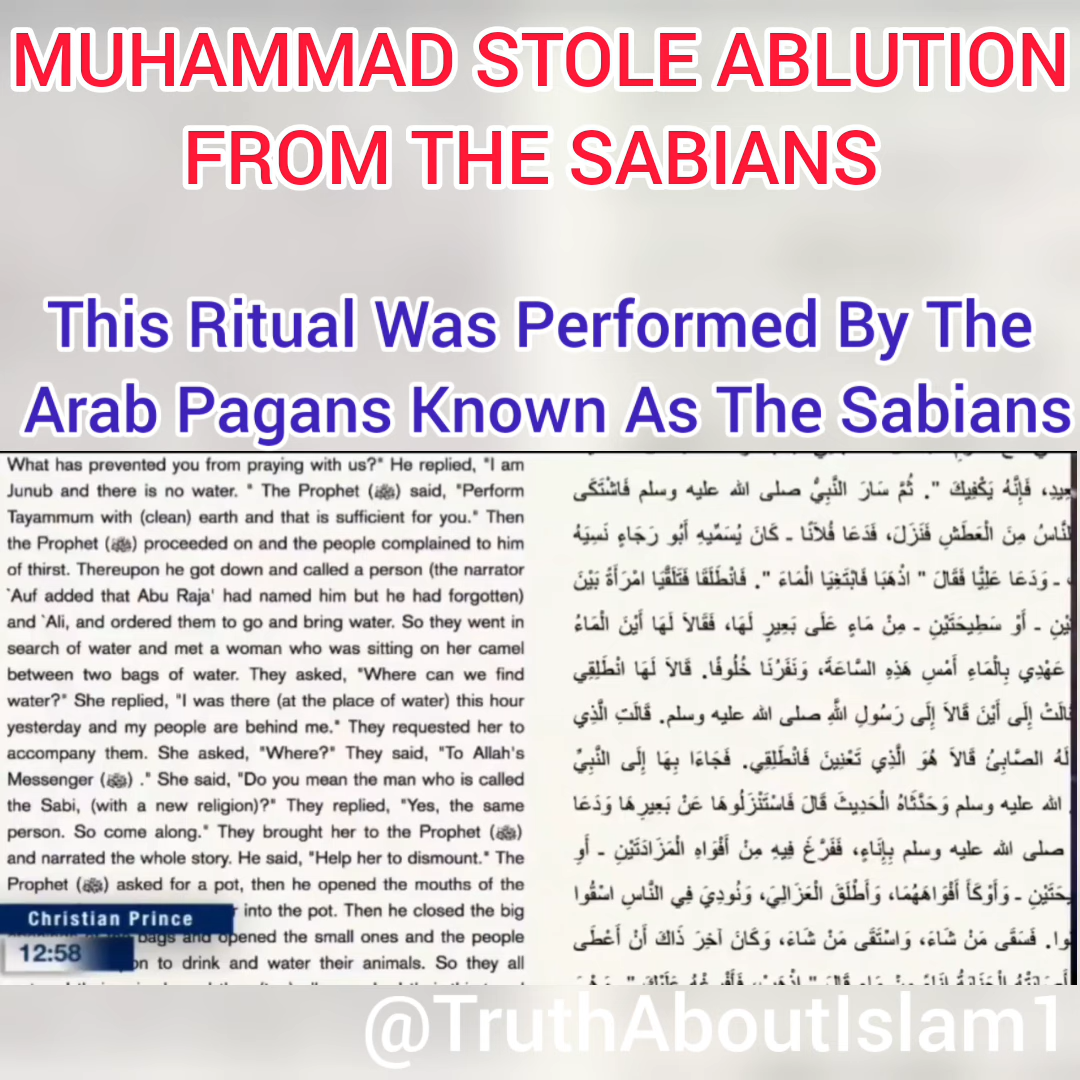 MUHAMMAD STOLE ABLUTION
FROM THE SABIANS
This Ritual Was Performed By The
Arab Pagans Known As The Sabians
What has prevented you from praying with us?" He replied, "I am
Junub and there is no water. " The Prophet (ﷺ) said, "Perform
Tayammum with (clean) earth and that is sufficient for you." Then
the Prophet (ﷺ) proceeded on and the people complained to him
of thirst. Thereupon he got down and called a person (the narrator
`Auf added that Abu Raja' had named him but he had forgotten)
and `Ali, and ordered them to go and bring water. So they went in
search of water and met a woman who was sitting on her camel
between two bags of water. They asked, "Where can we find
water?" She replied, "I was there (at the place of water) this hour
yesterday and my people are behind me." They requested her to
accompany them. She asked, "Where?" They said, "To Allah's
Messenger (ﷺ) ." She said, "Do you mean the man who is called
the Sabi, (with a new religion)?" They replied, "Yes, the same
person. So come along." They brought her to the Prophet (ﷺ)
and narrated the whole story. He said, "Help her to dismount." The
Prophet (ﷺ) asked for a pot, then he opened the mouths of the
into the pot. Then he closed the big
bags and opened the small ones and the people
to drink and water their animals. So they all
فَإِنَّهُ يَكْفِيكَ ". ثُمَّ سَارَ النَّبِيُّ صلى الله عليه وسلم فَاشْتَكَى
النَّاسُ مِنَ الْعَطَشِ فَنَزَلَ، فَدَعَا فُلاَنًا ـ كَانَ يُسَمِّيهِ أَبُو رَجَاءٍ نَسِيَهُ
ـ وَدَعَا عَلِيًّا فَقَالَ " اذْهَبَا فَابْتَغِيَا الْمَاءَ ". فَانْطَلَقَا فَتَلَقَّيَا امْرَأَةً بَيْنَ
ـ أَوْ سَطِيحَتَيْنِ ـ مِنْ مَاءٍ عَلَى بَعِيرٍ لَهَا، فَقَالاَ لَهَا أَيْنَ الْمَاءُ
عَهْدِي بِالْمَاءِ أَمْسِ هَذِهِ السَّاعَةَ، وَنَفَرُنَا خُلُوفًا. قَالاَ لَهَا انْطَلِقِي
قَالَتْ إِلَى أَيْنَ قَالاَ إِلَى رَسُولِ اللَّهِ صلى الله عليه وسلم. قَالَتِ الَّذِي
لَهُ الصَّابِئُ قَالاَ هُوَ الَّذِي تَعْنِينَ فَانْطَلِقِي. فَجَاءَا بِهَا إِلَى النَّبِيِّ
الله عليه وسلم وَحَدَّثَاهُ الْحَدِيثَ قَالَ فَاسْتَنْزَلُوهَا عَنْ بَعِيرِهَا وَدَعَا
صلى الله عليه وسلم بِإِنَاءٍ، فَفَرَّغَ فِيهِ مِنْ أَفْوَاهِ الْمَزَادَتَيْنِ ـ أَوِ
ـ وَأَوْكَأَ أَفْوَاهَهُمَا، وَأَطْلَقَ الْعَزَالِيَ، وَنُودِيَ فِي النَّاسِ اسْقُوا
فَسَقَى مَنْ شَاءَ، وَاسْتَقَى مَنْ شَاءَ، وَكَانَ آخِرَ ذَاكَ أَنْ أَعْطَى
Christian Prince
12:58
@TruthAboutIslam1